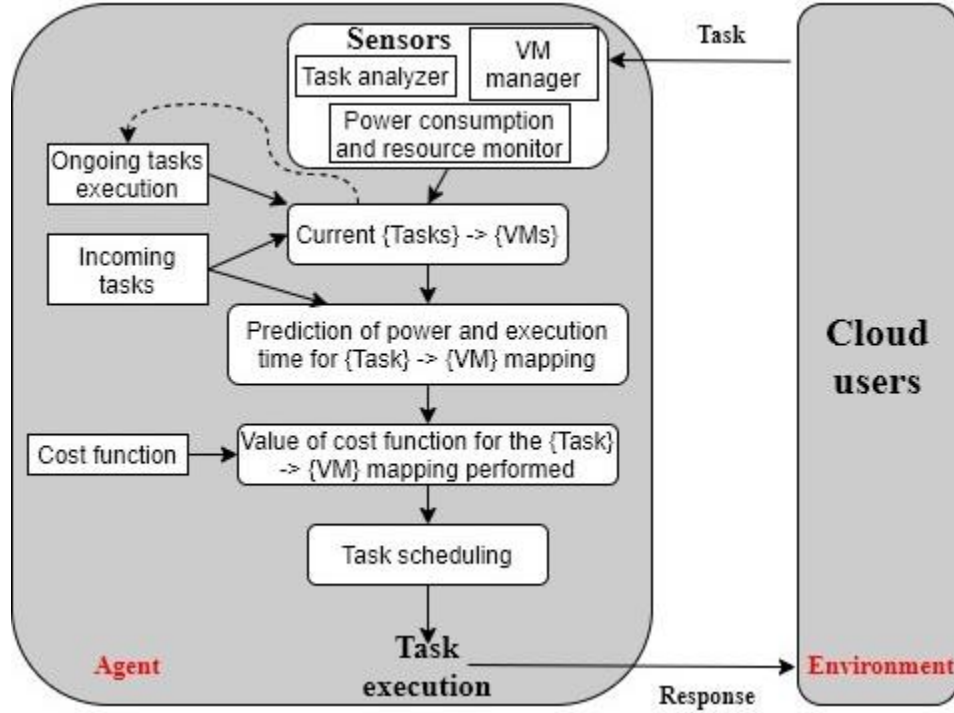 Sensors
Task analyzer
VM
manager
Power consumption
and resource monitor
Task
Ongoing tasks
execution
Current {Tasks} -> {VMs}
Incoming
tasks
Prediction of power and execution
time for {Task} -> {VM} mapping
Cloud
users
Cost function
Value of cost function for the {Task}
-> {VM} mapping performed
Task scheduling
Agent
Task
execution
Response
Environment